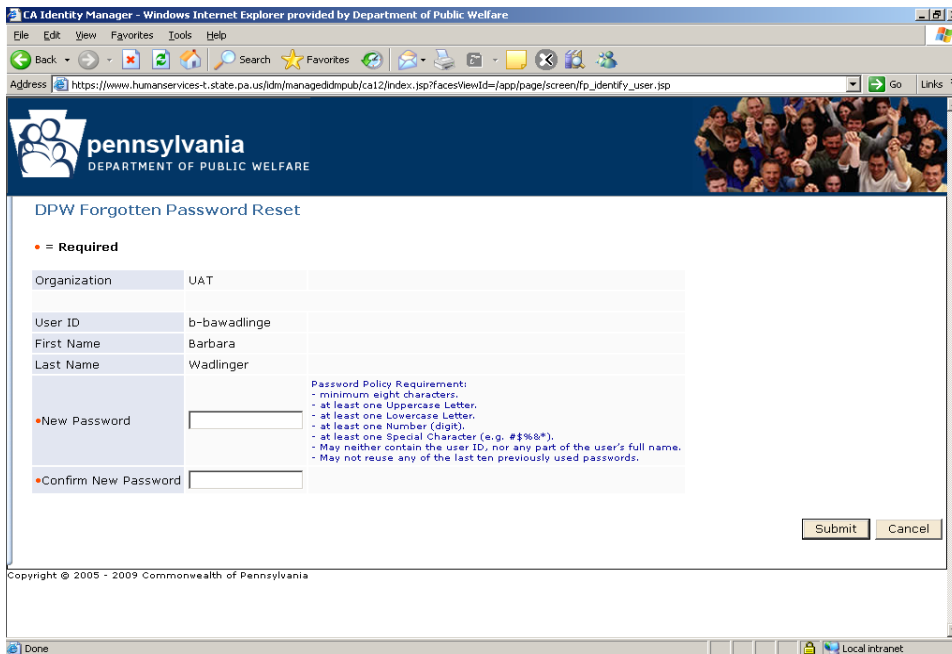 CA Identity Manager - Windows Internet Explorer provided by Department of Public Welfare
File Edit View Favorites Tools Help
Back Search Favorites
Address https://www.humanservices-t.state.pa.us/idm/managedidmpub/ca12/index.jsp?facesViewId=/app/page/screen/fp_identify_user.jsp Go Links
pennsylvania
DEPARTMENT OF PUBLIC WELFARE
DPW Forgotten Password Reset
• = Required
Organization UAT
User ID b-bawadlinge
First Name Barbara
Last Name Wadlinger
•New Password
Password Policy Requirement:
- minimum eight characters.
- at least one Uppercase Letter.
- at least one Lowercase Letter.
- at least one Number (digit).
- at least one Special Character (e.g. #$%&*).
- May neither contain the user ID, nor any part of the user's full name.
- May not reuse any of the last ten previously used passwords.
•Confirm New Password
Submit Cancel
Copyright © 2005 - 2009 Commonwealth of Pennsylvania
Done Local intranet